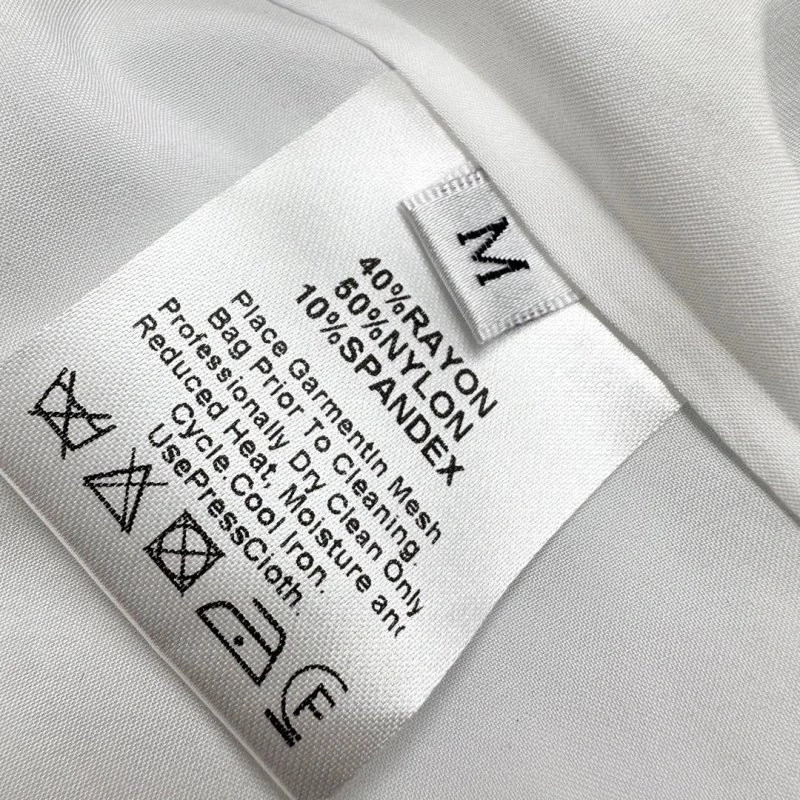 M
40%RAYON
50%NYLON
10%SPANDEX
Place Garmentin Mesh
Bag Prior To Cleaning.
Professionally Dry Clean Only
Reduced Heat, Moisture and
Cycle.Cool Iron.
UsePressCloth.
F